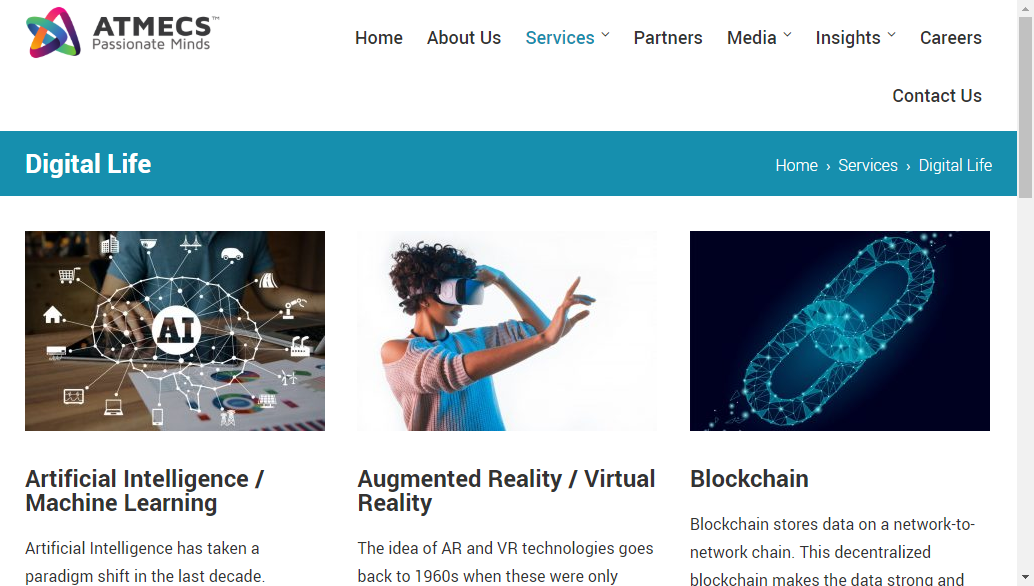 ATMECS™
Passionate Minds
Home About Us Services Partners Media Insights Careers
Contact Us
Digital Life
Home › Services › Digital Life
AI
Artificial Intelligence /
Machine Learning
Artificial Intelligence has taken a
paradigm shift in the last decade.
Augmented Reality / Virtual
Reality
The idea of AR and VR technologies goes
back to 1960s when these were only
Blockchain
Blockchain stores data on a network-to-
network chain. This decentralized
blockchain makes the data strong and